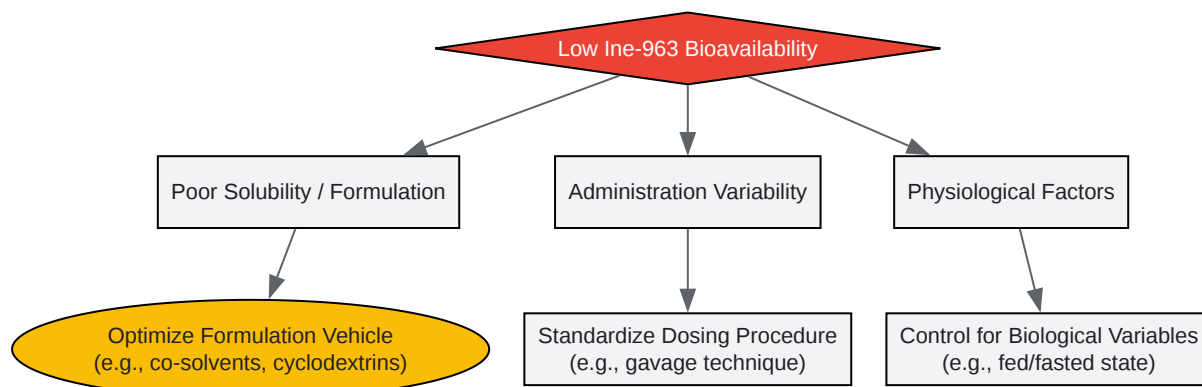 Low Ine-963 Bioavailability
Poor Solubility / Formulation
Administration Variability
Physiological Factors
Optimize Formulation Vehicle
(e.g., co-solvents, cyclodextrins)
Standardize Dosing Procedure
(e.g., gavage technique)
Control for Biological Variables
(e.g., fed/fasted state)